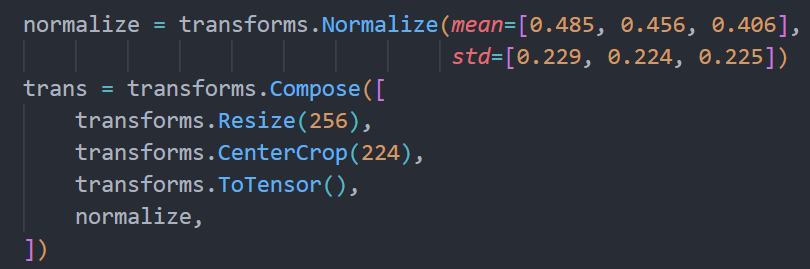 normalize = transforms.Normalize(mean=[0.485, 0.456, 0.406],
                                 std=[0.229, 0.224, 0.225])
trans = transforms.Compose([
    transforms.Resize(256),
    transforms.CenterCrop(224),
    transforms.ToTensor(),
    normalize,
])